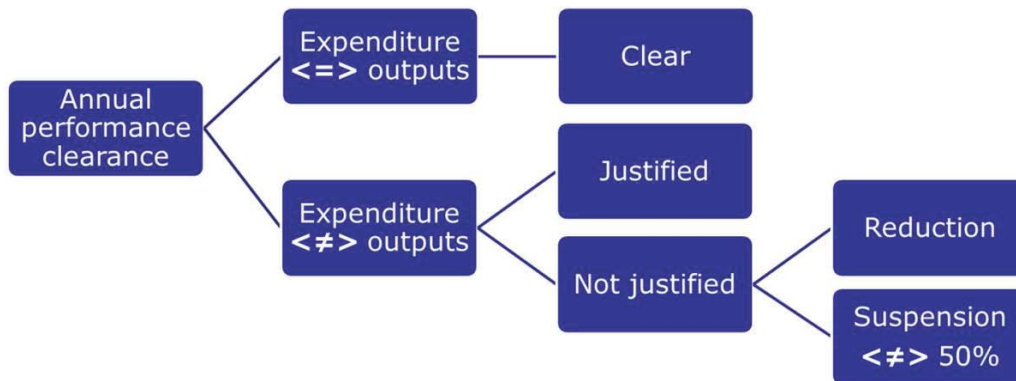 Annual
performance
clearance
Expenditure
<=> outputs
Clear
Expenditure
<≠> outputs
Justified
Not justified
Reduction
Suspension
<≠> 50%